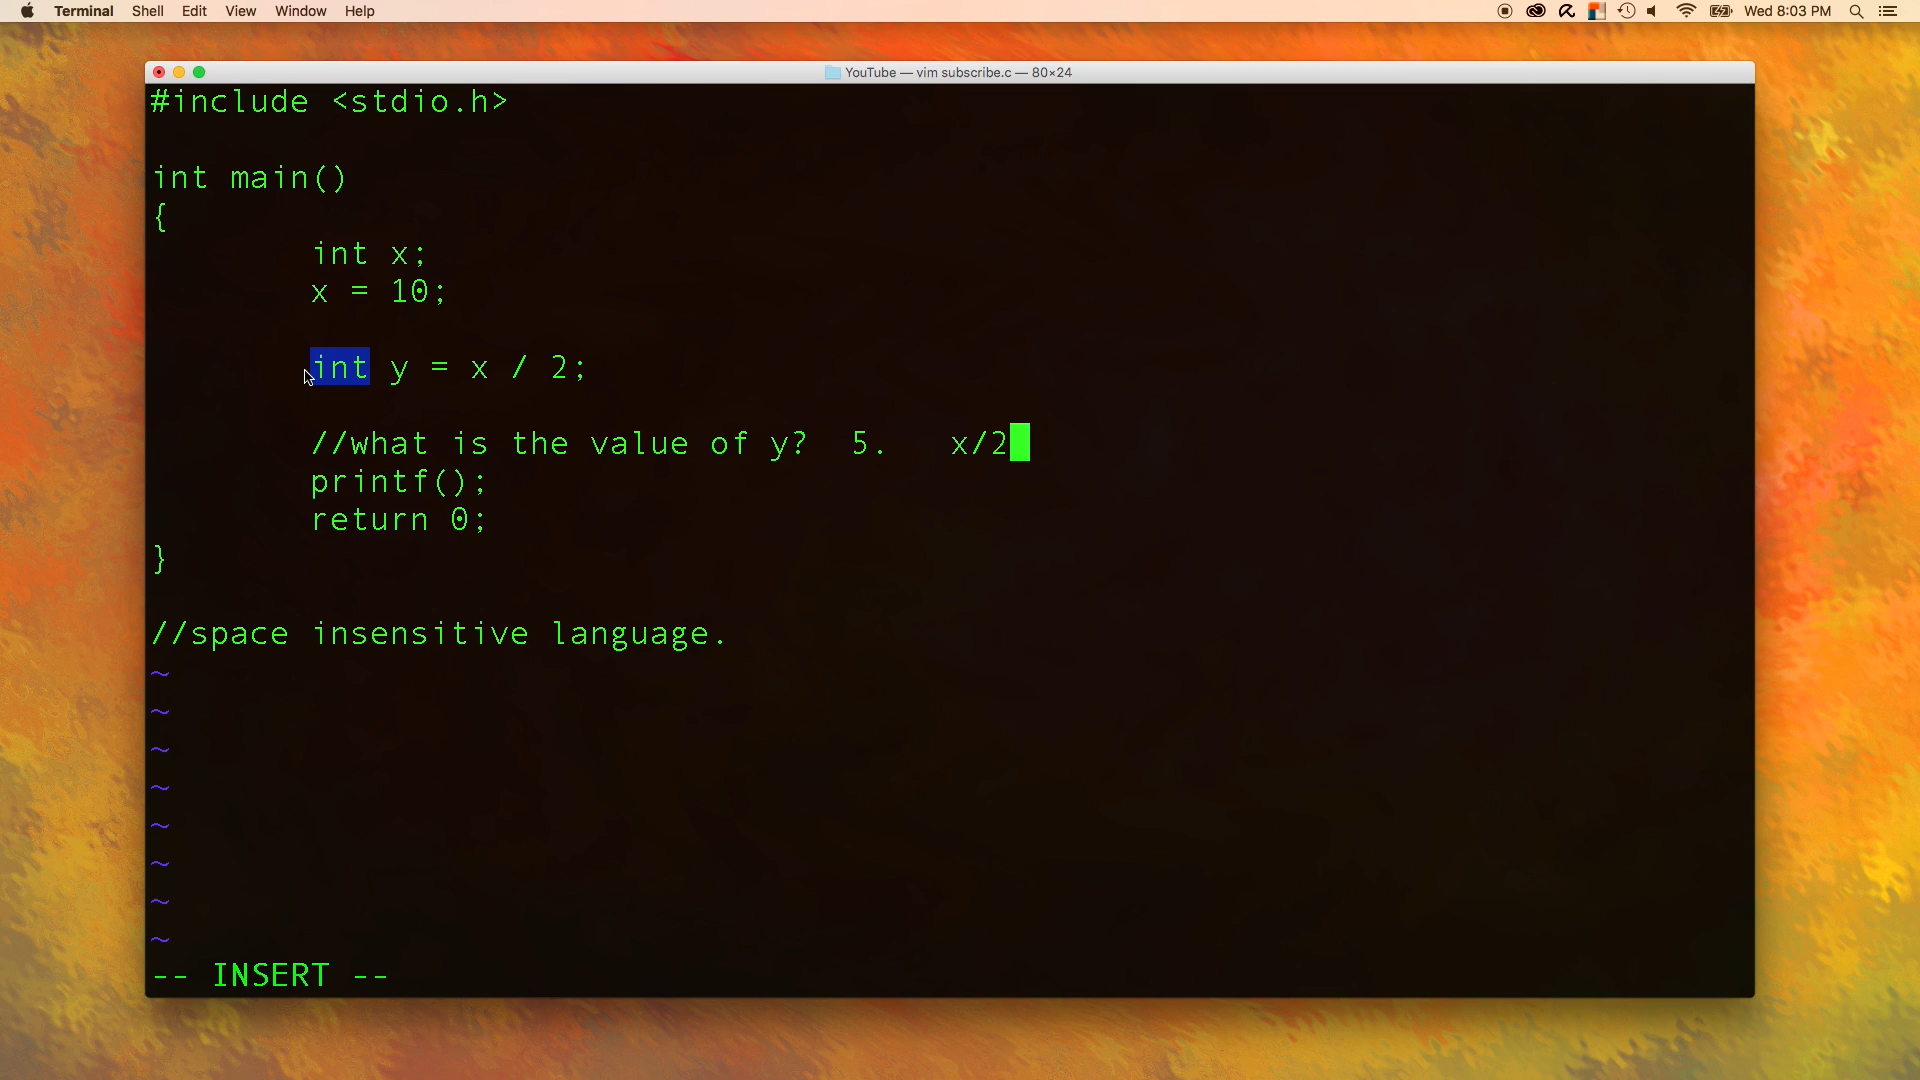 Terminal Shell Edit View Window Help Wed 8:03 PM
YouTube — vim subscribe.c — 80×24
#include <stdio.h>
int main()
{
int x;
x = 10;
int y = x / 2;
//what is the value of y? 5. x/2
printf();
return 0;
}
//space insensitive language.
~
~
~
~
~
~
~
~
-- INSERT --